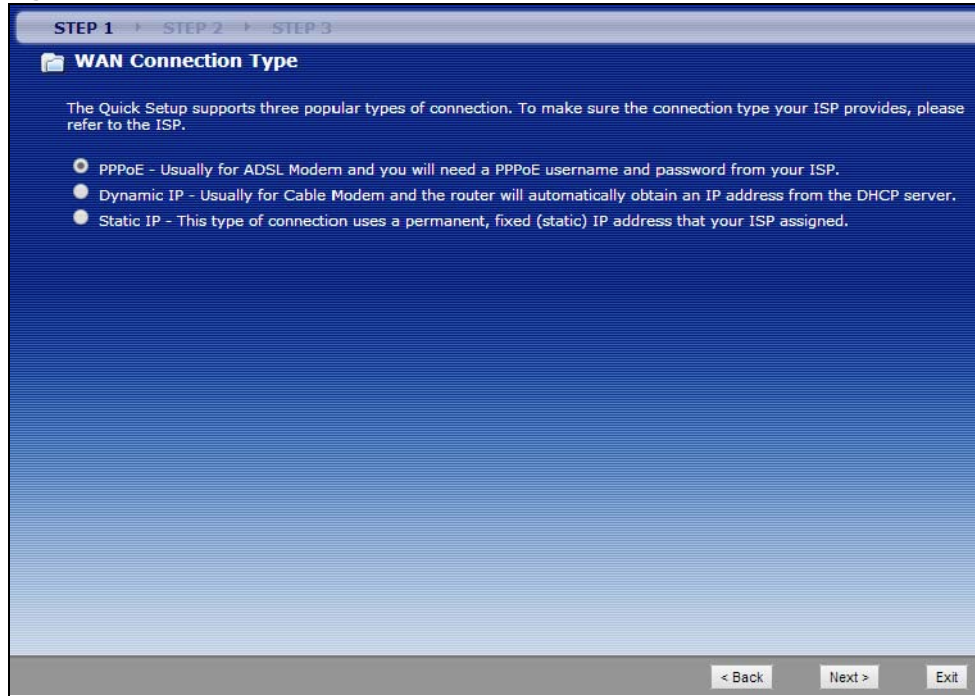 STEP 1 STEP 2 STEP 3
WAN Connection Type
The Quick Setup supports three popular types of connection. To make sure the connection type your ISP provides, please
refer to the ISP.
PPPoE - Usually for ADSL Modem and you will need a PPPoE username and password from your ISP.
Dynamic IP - Usually for Cable Modem and the router will automatically obtain an IP address from the DHCP server.
Static IP - This type of connection uses a permanent, fixed (static) IP address that your ISP assigned.
< Back Next > Exit